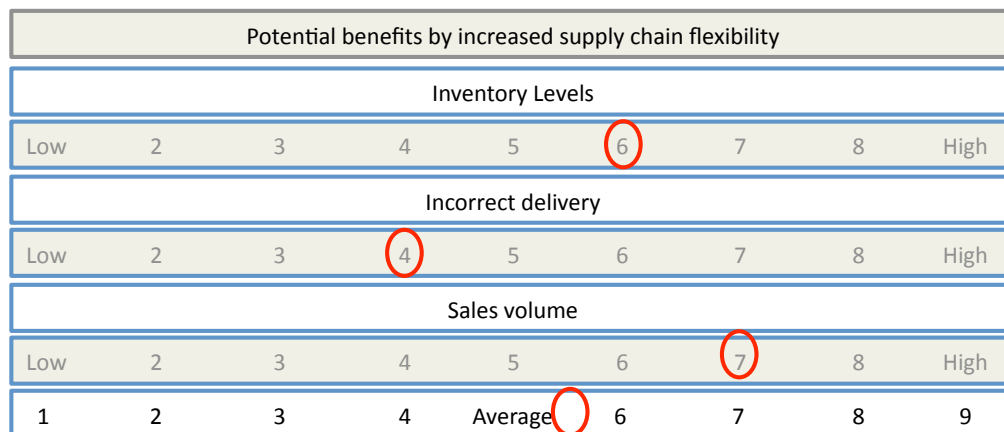 Potential benefits by increased supply chain flexibility
Inventory Levels
Low 2 3 4 5 6 7 8 High
Incorrect delivery
Low 2 3 4 5 6 7 8 High
Sales volume
Low 2 3 4 5 6 7 8 High
1 2 3 4 Average 6 7 8 9